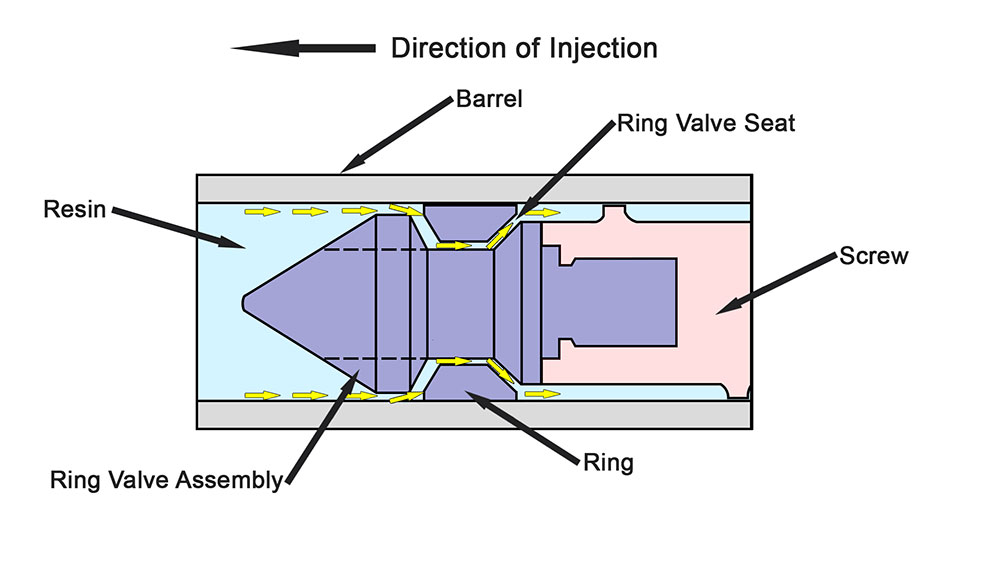 Direction of Injection
Barrel
Ring Valve Seat
Resin
Screw
Ring
Ring Valve Assembly